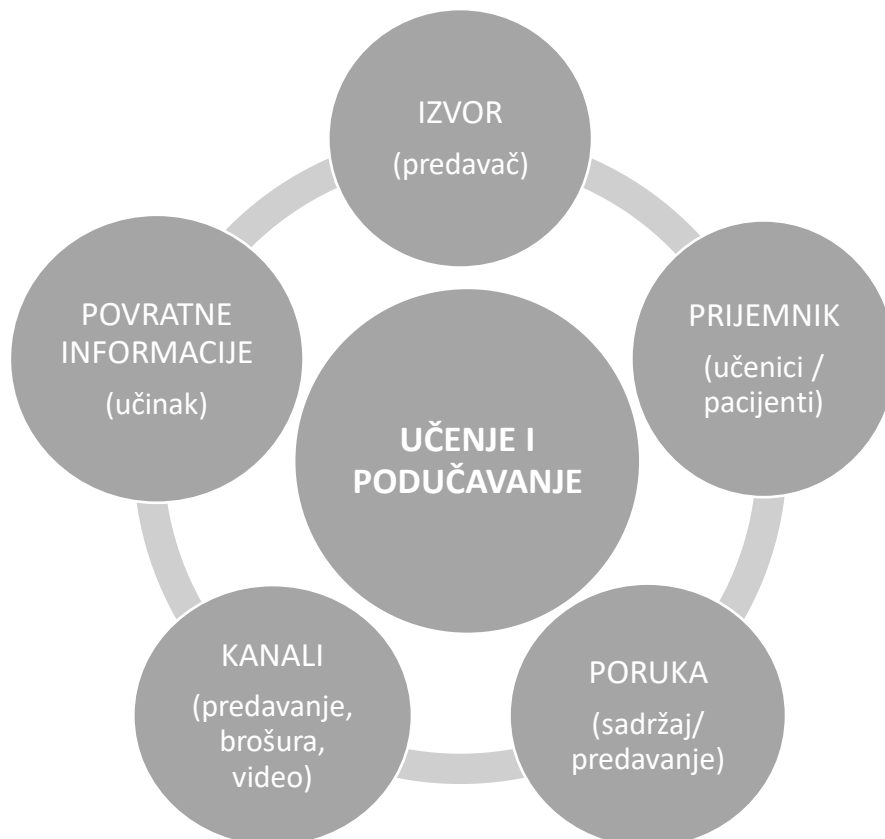 IZVOR
(predavač)
PRIJEMNIK
(učenici /
pacijenti)
PORUKA
(sadržaj/
predavanje)
KANALI
(predavanje,
brošura,
video)
POVRATNE
INFORMACIJE
(učinak)
UČENJE I
PODUČAVANJE